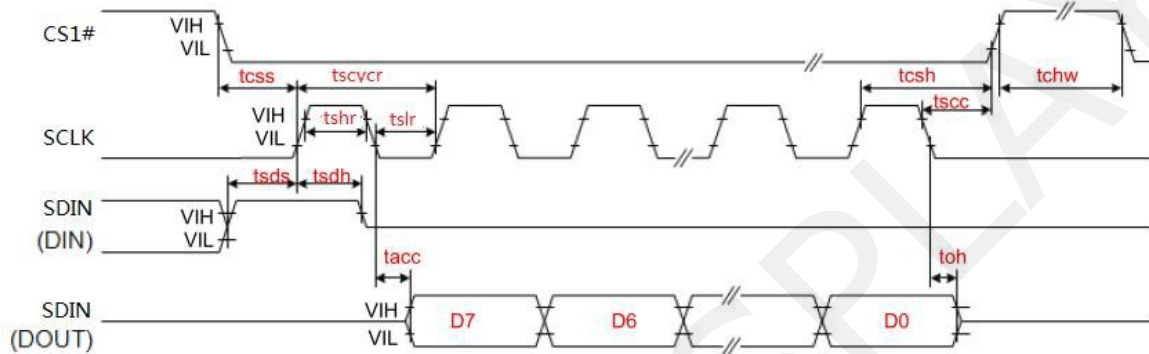 CS1#
VIH
VIL
tcss
tscycr
tcsh
tchw
tscc
SCLK
VIH
VIL
tshr
tslr
tsds
tsdh
SDIN
(DIN)
VIH
VIL
tacc
toh
SDIN
(DOUT)
VIH
VIL
D7
D6
D0